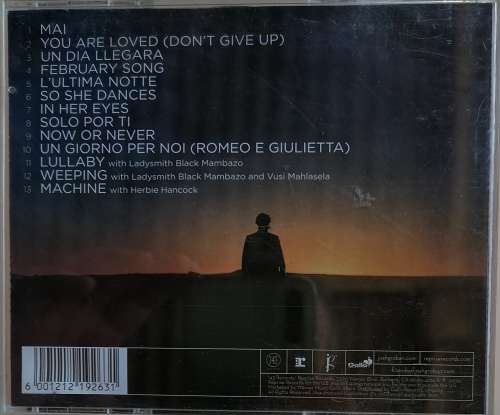 1 MAI
2 YOU ARE LOVED (DON'T GIVE UP)
3 UN DIA LLEGARA
4 FEBRUARY SONG
5 L'ULTIMA NOTTE
6 SO SHE DANCES
7 IN HER EYES
8 SOLO POR TI
9 NOW OR NEVER
10 UN GIORNO PER NOI (ROMEO E GIULIETTA)
11 LULLABY with Ladysmith Black Mambazo
12 WEEPING with Ladysmith Black Mambazo and Vusi Mahlasela
13 MACHINE with Herbie Hancock
143
jg
Gallo
joshgroban.com
repriserecords.com
6 001212 192631